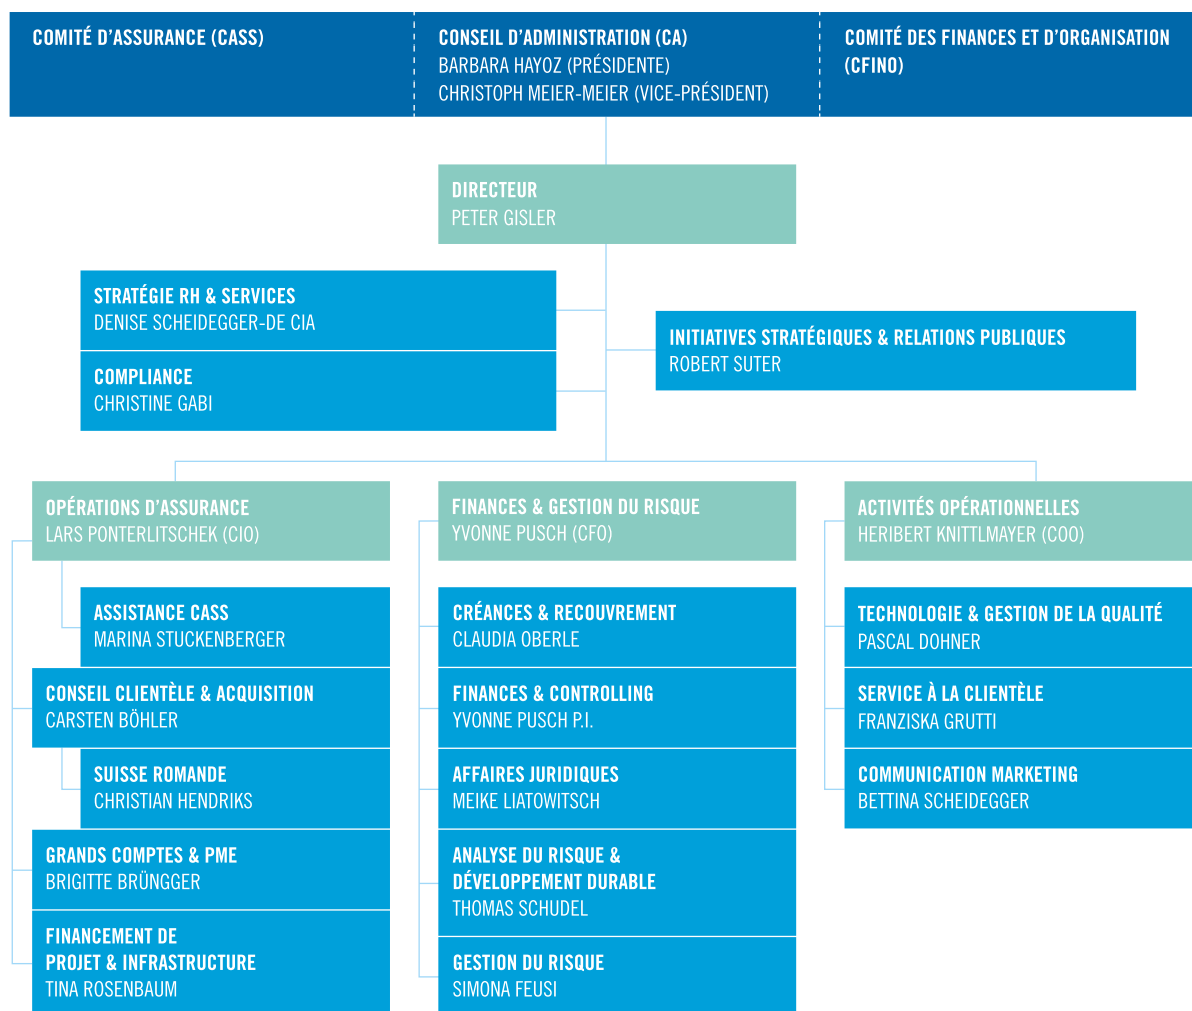 COMITÉ D'ASSURANCE (CASS)
CONSEIL D'ADMINISTRATION (CA)
BARBARA HAYOZ (PRÉSIDENTE)
CHRISTOPH MEIER-MEIER (VICE-PRÉSIDENT)
COMITÉ DES FINANCES ET D'ORGANISATION
(CFINO)
DIRECTEUR
PETER GISLER
STRATÉGIE RH & SERVICES
DENISE SCHEIDEGGER-DE CIA
COMPLIANCE
CHRISTINE GABI
INITIATIVES STRATÉGIQUES & RELATIONS PUBLIQUES
ROBERT SUTER
OPÉRATIONS D'ASSURANCE
LARS PONTERLITSCHEK (CIO)
ASSISTANCE CASS
MARINA STUCKENBERGER
CONSEIL CLIENTÈLE & ACQUISITION
CARSTEN BÖHLER
SUISSE ROMANDE
CHRISTIAN HENDRIKS
GRANDS COMPTES & PME
BRIGITTE BRÜNGGER
FINANCEMENT DE
PROJET & INFRASTRUCTURE
TINA ROSENBAUM
FINANCES & GESTION DU RISQUE
YVONNE PUSCH (CFO)
CRÉANCES & RECOUVREMENT
CLAUDIA OBERLE
FINANCES & CONTROLLING
YVONNE PUSCH P.I.
AFFAIRES JURIDIQUES
MEIKE LIATOWITSCH
ANALYSE DU RISQUE &
DÉVELOPPEMENT DURABLE
THOMAS SCHUDEL
GESTION DU RISQUE
SIMONA FEUSI
ACTIVITÉS OPÉRATIONNELLES
HERIBERT KNITTLMAYER (COO)
TECHNOLOGIE & GESTION DE LA QUALITÉ
PASCAL DOHNER
SERVICE À LA CLIENTÈLE
FRANZISKA GRUTTI
COMMUNICATION MARKETING
BETTINA SCHEIDEGGER